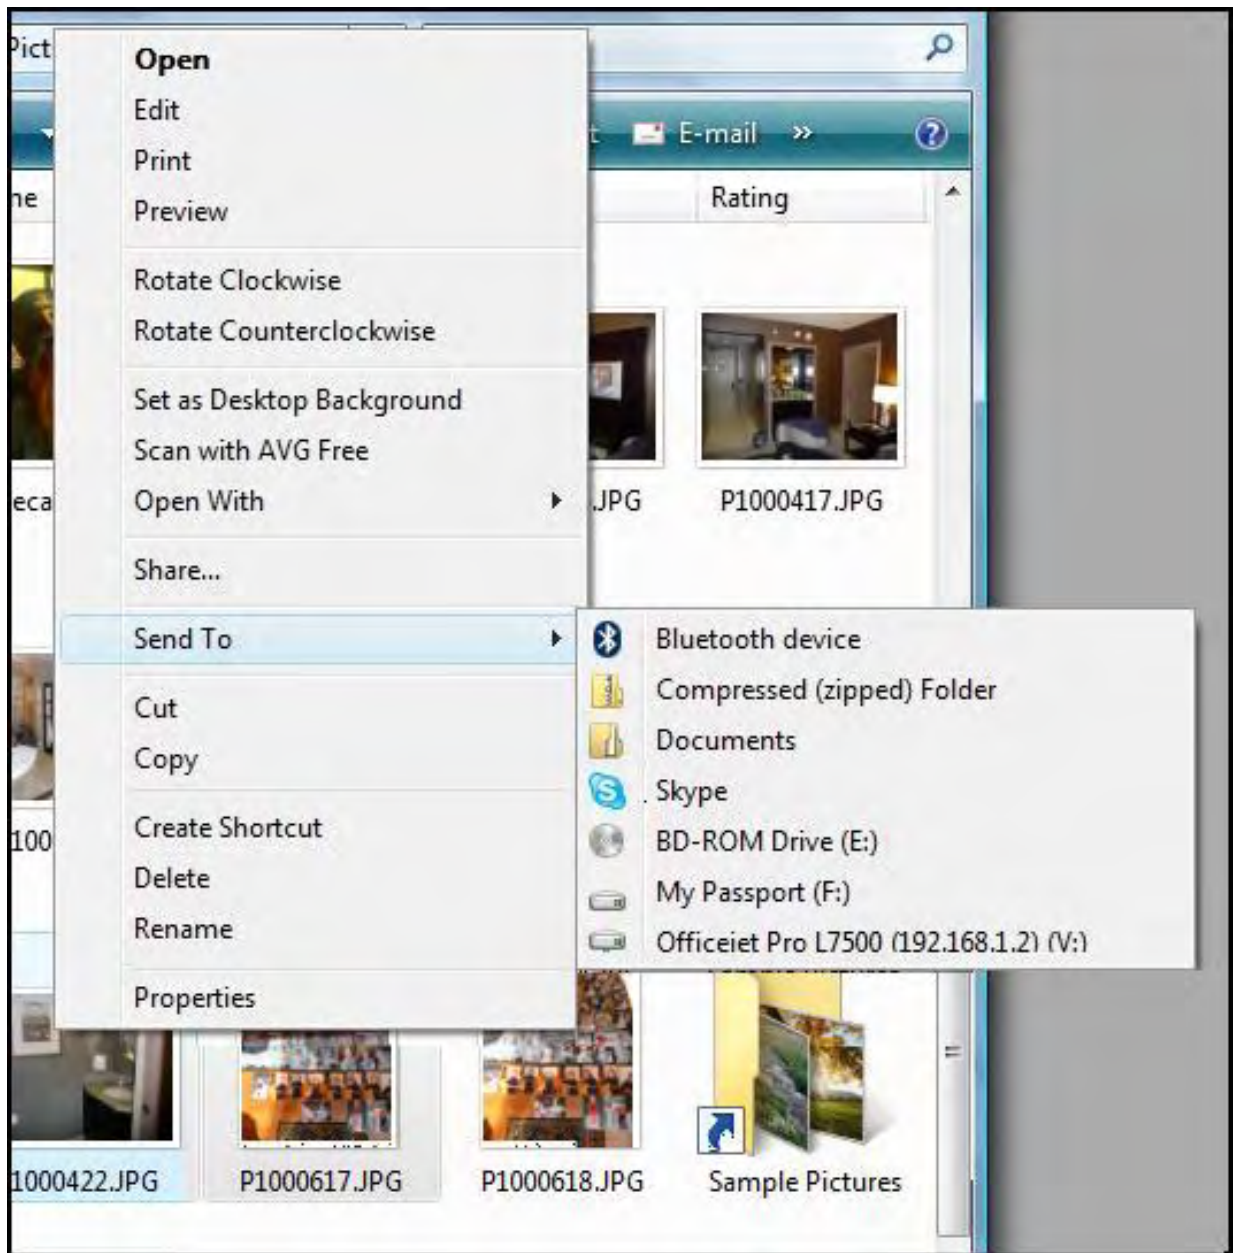 Pict
Open
Edit
Print
Preview
E-mail »
?
Rating
Rotate Clockwise
Rotate Counterclockwise
Set as Desktop Background
Scan with AVG Free
Open With
.JPG
P1000417.JPG
Share...
Send To
Bluetooth device
Compressed (zipped) Folder
Documents
Skype
BD-ROM Drive (E:)
My Passport (F:)
Officejet Pro L7500 (192.168.1.2) (V:)
Cut
Copy
Create Shortcut
Delete
Rename
Properties
1000422.JPG
P1000617.JPG
P1000618.JPG
Sample Pictures